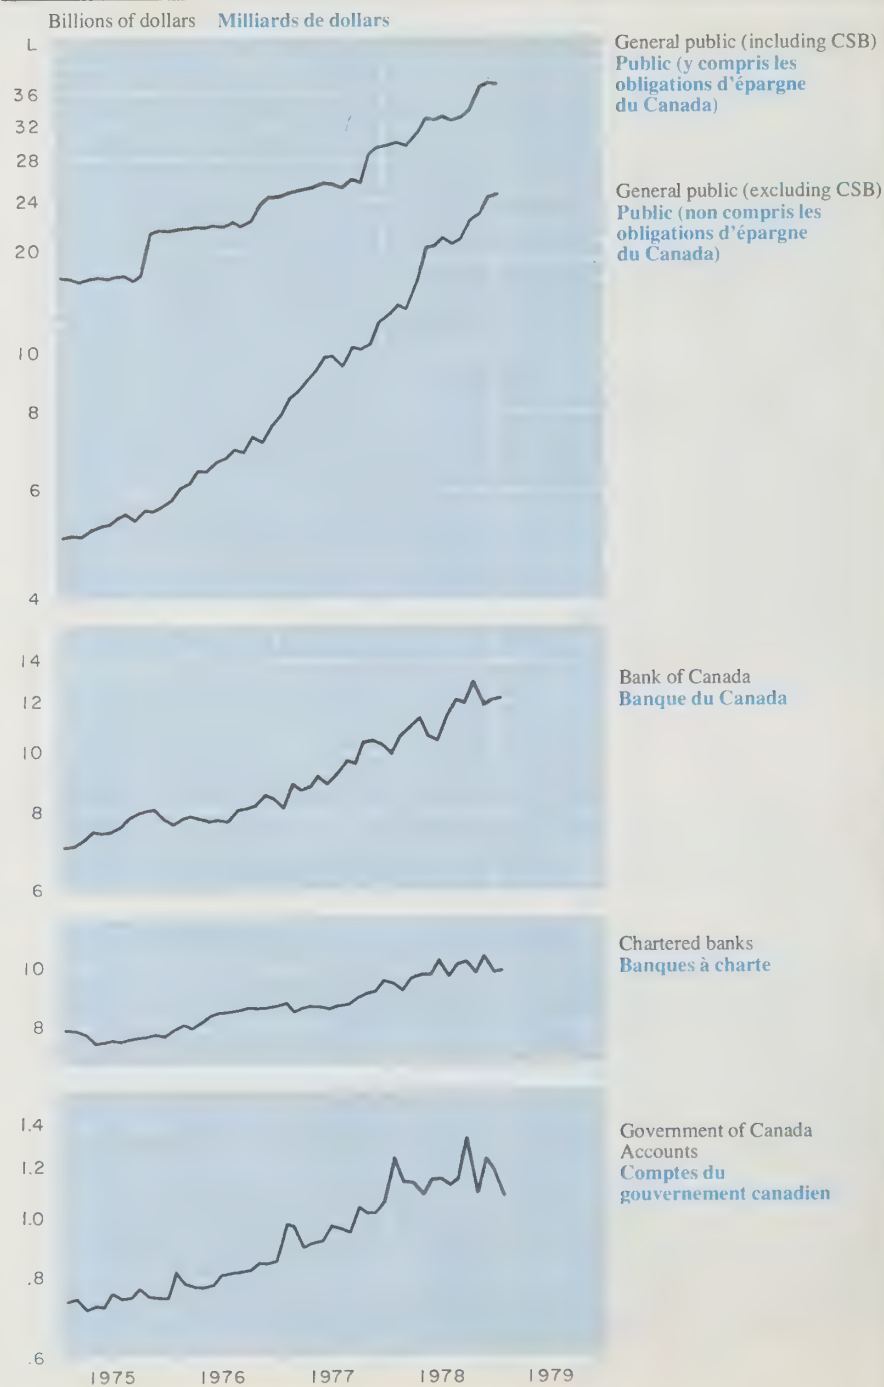 Billions of dollars Milliards de dollars
L
36
32
28
24
20
10
8
6
4
General public (including CSB)
Public (y compris les
obligations d'épargne
du Canada)
General public (excluding CSB)
Public (non compris les
obligations d'épargne
du Canada)
14
12
10
8
6
Bank of Canada
Banque du Canada
10
8
Chartered banks
Banques à charte
1.4
1.2
1.0
.8
.6
Government of Canada
Accounts
Comptes du
gouvernement canadien
1975 1976 1977 1978 1979